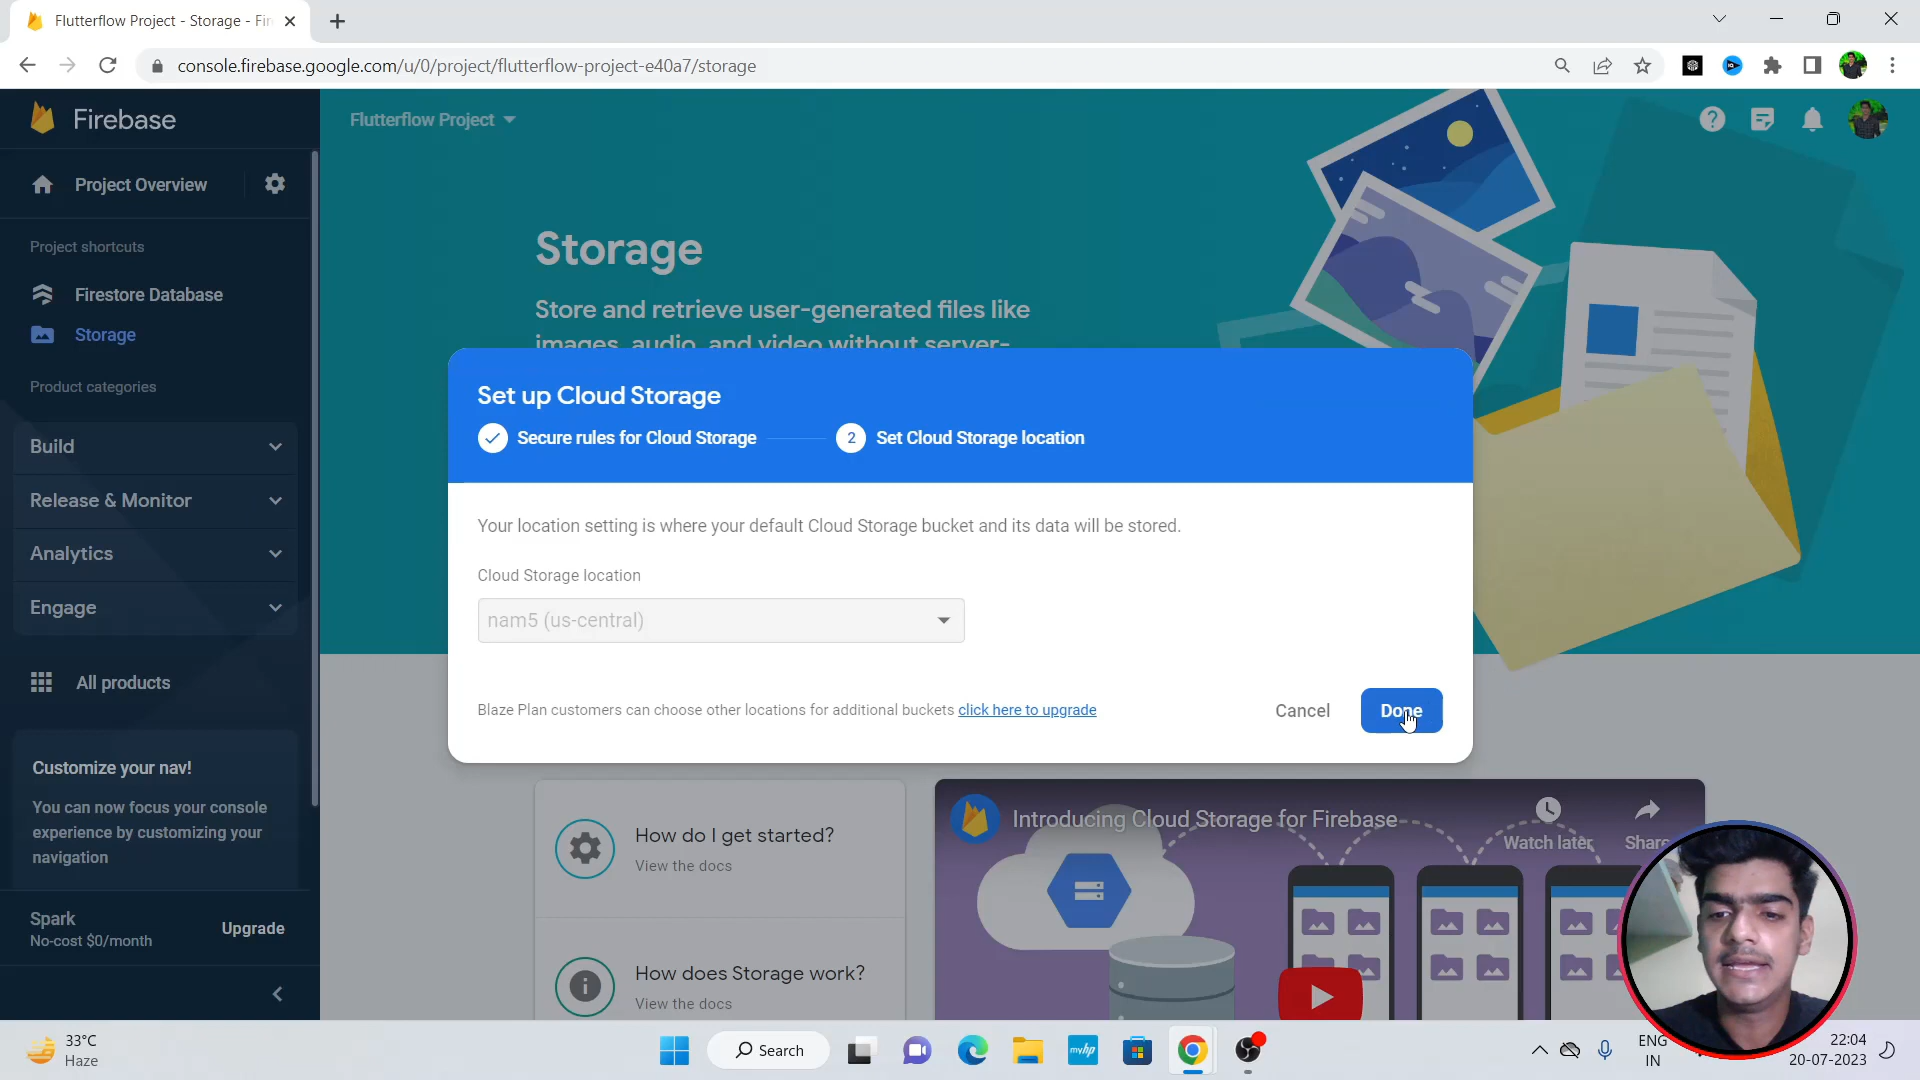 Flutterflow Project - Storage - Fir
console.firebase.google.com/u/0/project/flutterflow-project-e40a7/storage
Firebase
Flutterflow Project
Project Overview
Project shortcuts
Firestore Database
Storage
Product categories
Build
Release & Monitor
Analytics
Engage
All products
Customize your nav!
You can now focus your console
experience by customizing your
navigation
Spark
No-cost $0/month
Upgrade
Storage
Store and retrieve user-generated files like
images, audio, and video without server-
Set up Cloud Storage
Secure rules for Cloud Storage
2
Set Cloud Storage location
Your location setting is where your default Cloud Storage bucket and its data will be stored.
Cloud Storage location
nam5 (us-central)
Blaze Plan customers can choose other locations for additional buckets click here to upgrade
Cancel
Done
How do I get started?
View the docs
How does Storage work?
View the docs
Introducing Cloud Storage for Firebase
Watch later
Share
33°C
Haze
Search
myhp
ENG
IN
22:04
20-07-2023